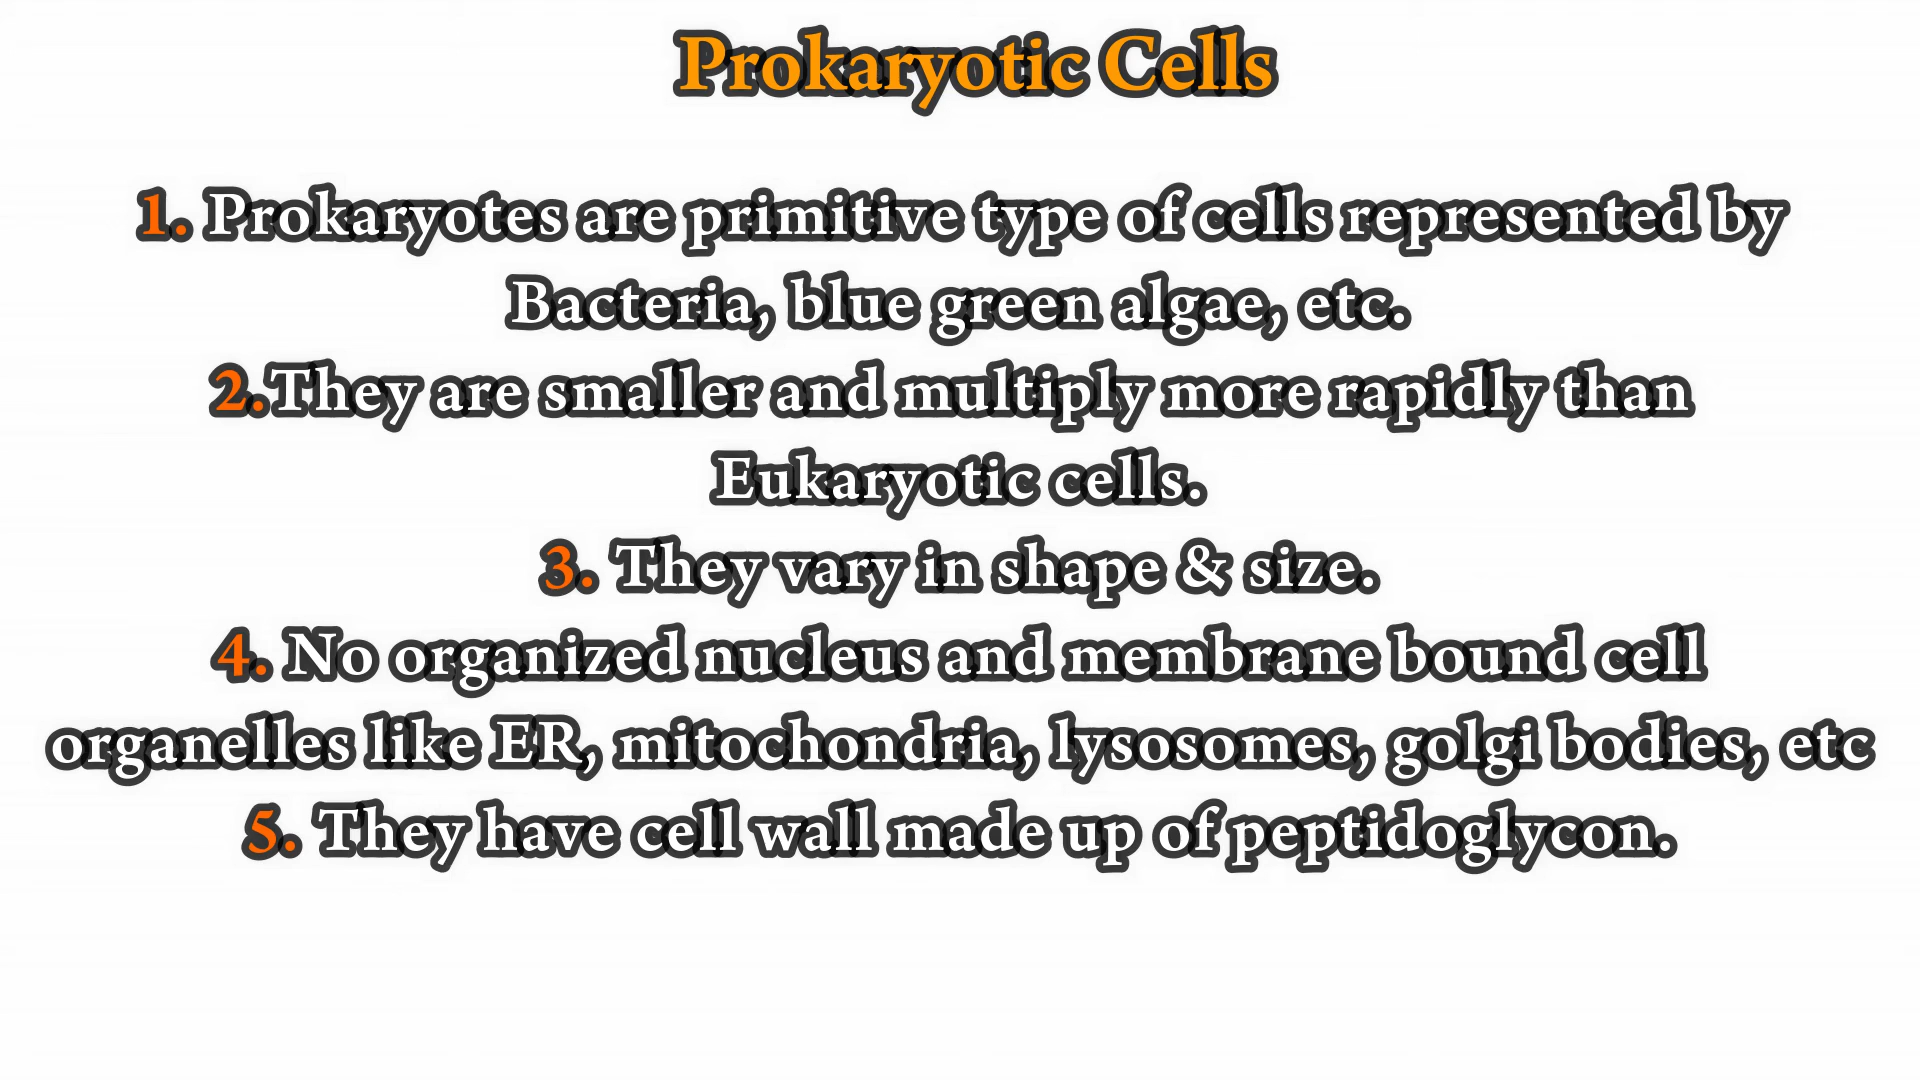 Prokaryotic Cells
1. Prokaryotes are primitive type of cells represented by
Bacteria, blue green algae, etc.
2.They are smaller and multiply more rapidly than
Eukaryotic cells.
3. They vary in shape & size.
4. No organized nucleus and membrane bound cell
organelles like ER, mitochondria, lysosomes, golgi bodies, etc
5. They have cell wall made up of peptidoglycon.